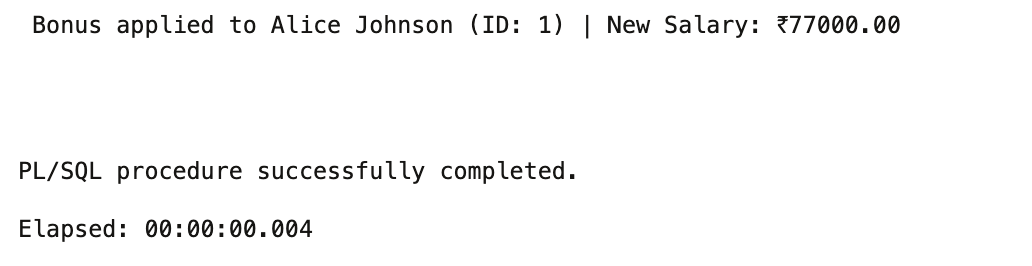 Bonus applied to Alice Johnson (ID: 1) | New Salary: ₹77000.00
PL/SQL procedure successfully completed.
Elapsed: 00:00:00.004